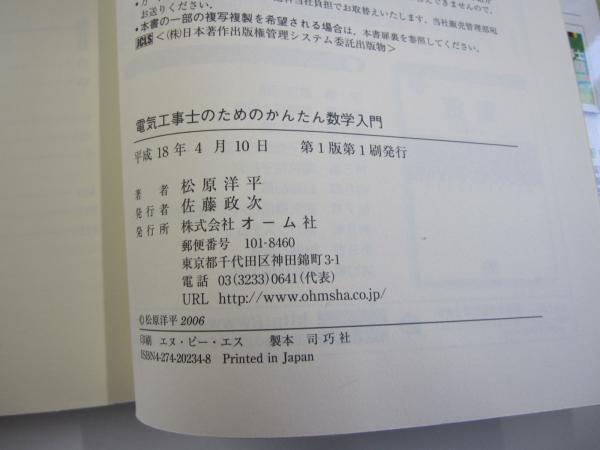 お送りください。
・本書の一部の複写複製を希望される場合は，本書扉裏を参照してください。
JCLS <(株)日本著作出版権管理システム委託出版物>
電気工事士のためのかんたん数学入門
平成18年4月10日 第1版第1刷発行
著者 松原洋平
発行者 佐藤政次
発行所 株式会社 オーム社
郵便番号 101-8460
東京都千代田区神田錦町3-1
電話 03(3233)0641(代表)
URL http://www.ohmsha.co.jp/
©松原洋平 2006
印刷 エヌ・ピー・エス 製本 司巧社
ISBN4-274-20234-8 Printed in Japan